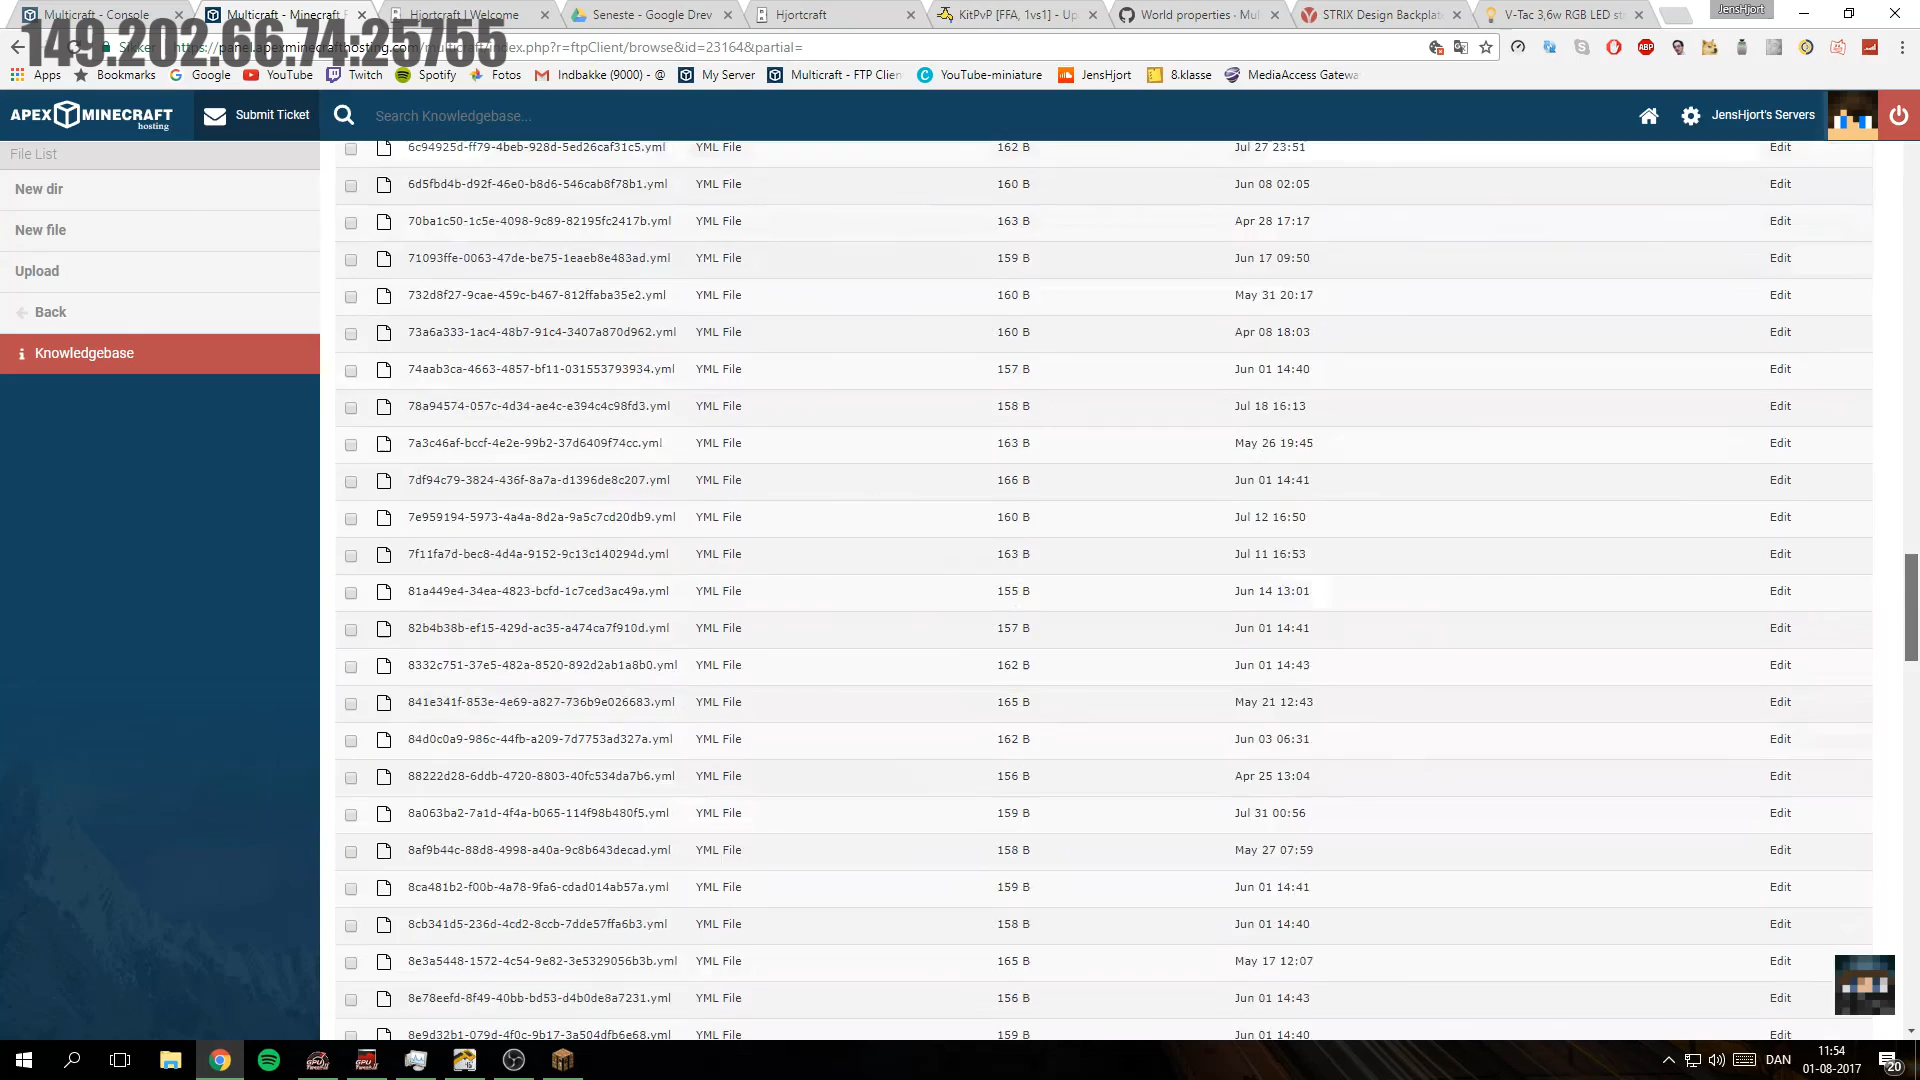 Multicraft - Console
Multicraft - Minecraft F
Hjortcraft | Welcome
Seneste - Google Drev
Hjortcraft
KitPvP [FFA, 1vs1] - Up
World properties - Mul
STRIX Design Backplat
V-Tac 3,6w RGB LED st
JensHjort
149.202.66.74:25755
Sikker
https://panel.apexminecrafthosting.com/multicraft/index.php?r=ftpClient/browse&id=23164&partial=
Apps
Bookmarks
Google
YouTube
Twitch
Spotify
Fotos
Indbakke (9000) - @
My Server
Multicraft - FTP Clien
YouTube-miniature
JensHjort
8.klasse
MediaAccess Gatewa
APEX MINECRAFT hosting
Submit Ticket
Search Knowledgebase...
JensHjort's Servers
File List
New dir
New file
Upload
Back
Knowledgebase
6c94925d-ff79-4beb-928d-5ed26caf31c5.yml YML File 162 B Jul 27 23:51 Edit
6d5fbd4b-d92f-46e0-b8d6-546cab8f78b1.yml YML File 160 B Jun 08 02:05 Edit
70ba1c50-1c5e-4098-9c89-82195fc2417b.yml YML File 163 B Apr 28 17:17 Edit
71093ffe-0063-47de-be75-1eaeb8e483ad.yml YML File 159 B Jun 17 09:50 Edit
732d8f27-9cae-459c-b467-812ffaba35e2.yml YML File 160 B May 31 20:17 Edit
73a6a333-1ac4-48b7-91c4-3407a870d962.yml YML File 160 B Apr 08 18:03 Edit
74aab3ca-4663-4857-bf11-031553793934.yml YML File 157 B Jun 01 14:40 Edit
78a94574-057c-4d34-ae4c-e394c4c98fd3.yml YML File 158 B Jul 18 16:13 Edit
7a3c46af-bccf-4e2e-99b2-37d6409f74cc.yml YML File 163 B May 26 19:45 Edit
7df94c79-3824-436f-8a7a-d1396de8c207.yml YML File 166 B Jun 01 14:41 Edit
7e959194-5973-4a4a-8d2a-9a5c7cd20db9.yml YML File 160 B Jul 12 16:50 Edit
7f11fa7d-bec8-4d4a-9152-9c13c140294d.yml YML File 163 B Jul 11 16:53 Edit
81a449e4-34ea-4823-bcfd-1c7ced3ac49a.yml YML File 155 B Jun 14 13:01 Edit
82b4b38b-ef15-429d-ac35-a474ca7f910d.yml YML File 157 B Jun 01 14:41 Edit
8332c751-37e5-482a-8520-892d2ab1a8b0.yml YML File 162 B Jun 01 14:43 Edit
841e341f-853e-4e69-a827-736b9e026683.yml YML File 165 B May 21 12:43 Edit
84d0c0a9-986c-44fb-a209-7d7753ad327a.yml YML File 162 B Jun 03 06:31 Edit
88222d28-6ddb-4720-8803-40fc534da7b6.yml YML File 156 B Apr 25 13:04 Edit
8a063ba2-7a1d-4f4a-b065-114f98b480f5.yml YML File 159 B Jul 31 00:56 Edit
8af9b44c-88d8-4998-a40a-9c8b643decad.yml YML File 158 B May 27 07:59 Edit
8ca481b2-f00b-4a78-9fa6-cdad014ab57a.yml YML File 159 B Jun 01 14:41 Edit
8cb341d5-236d-4cd2-8ccb-7dde57ffa6b3.yml YML File 158 B Jun 01 14:40 Edit
8e3a5448-1572-4c54-9e82-3e5329056b3b.yml YML File 165 B May 17 12:07 Edit
8e78eefd-8f49-40bb-bd53-d4b0de8a7231.yml YML File 156 B Jun 01 14:43 Edit
8e9d32b1-079d-4f0c-9b17-3a504dfb6e68.yml YML File 159 B Jun 01 14:40 Edit
DAN
11:54
01-08-2017
20